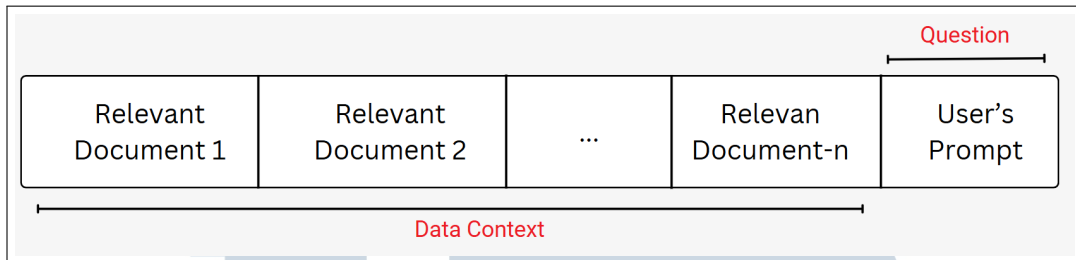 Question
Relevant
Document 1
Relevant
Document 2
...
Relevan
Document-n
User's
Prompt
Data Context